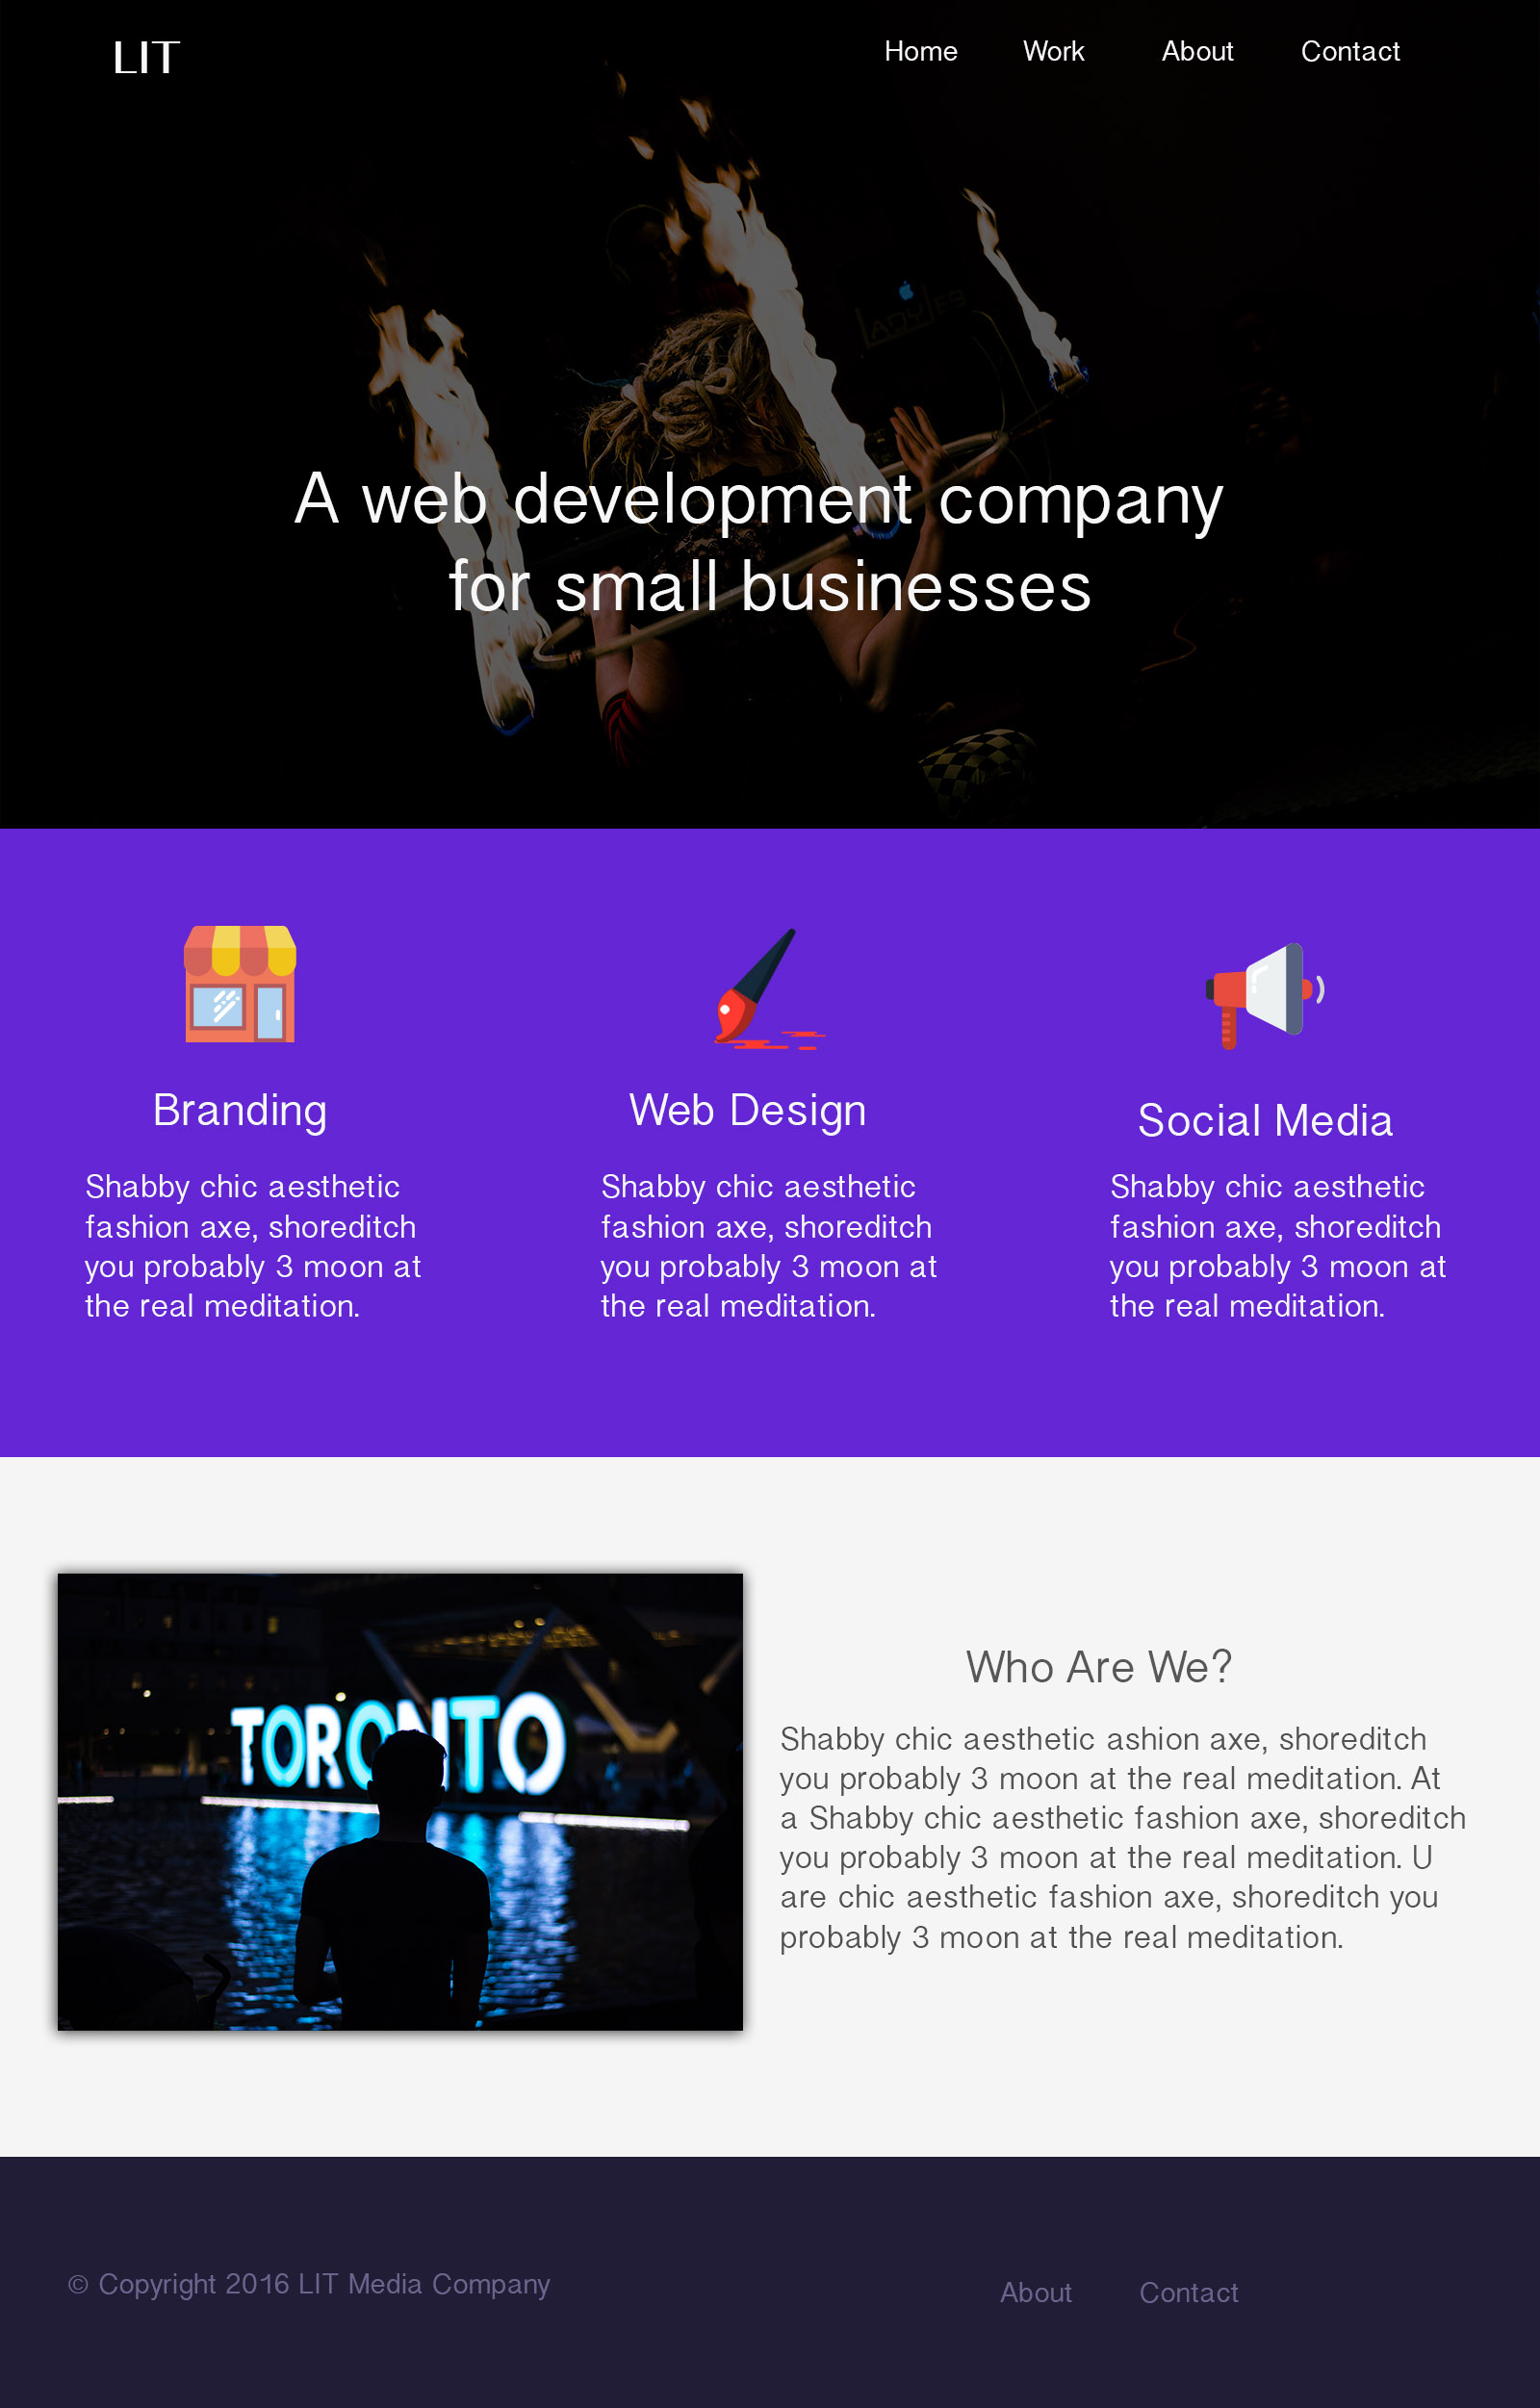 LIT
Home Work About Contact
A web development company
for small businesses
Branding
Shabby chic aesthetic
fashion axe, shoreditch
you probably 3 moon at
the real meditation.
Web Design
Shabby chic aesthetic
fashion axe, shoreditch
you probably 3 moon at
the real meditation.
Social Media
Shabby chic aesthetic
fashion axe, shoreditch
you probably 3 moon at
the real meditation.
TORONTO
Who Are We?
Shabby chic aesthetic ashion axe, shoreditch
you probably 3 moon at the real meditation. At
a Shabby chic aesthetic fashion axe, shoreditch
you probably 3 moon at the real meditation. U
are chic aesthetic fashion axe, shoreditch you
probably 3 moon at the real meditation.
© Copyright 2016 LIT Media Company
About Contact